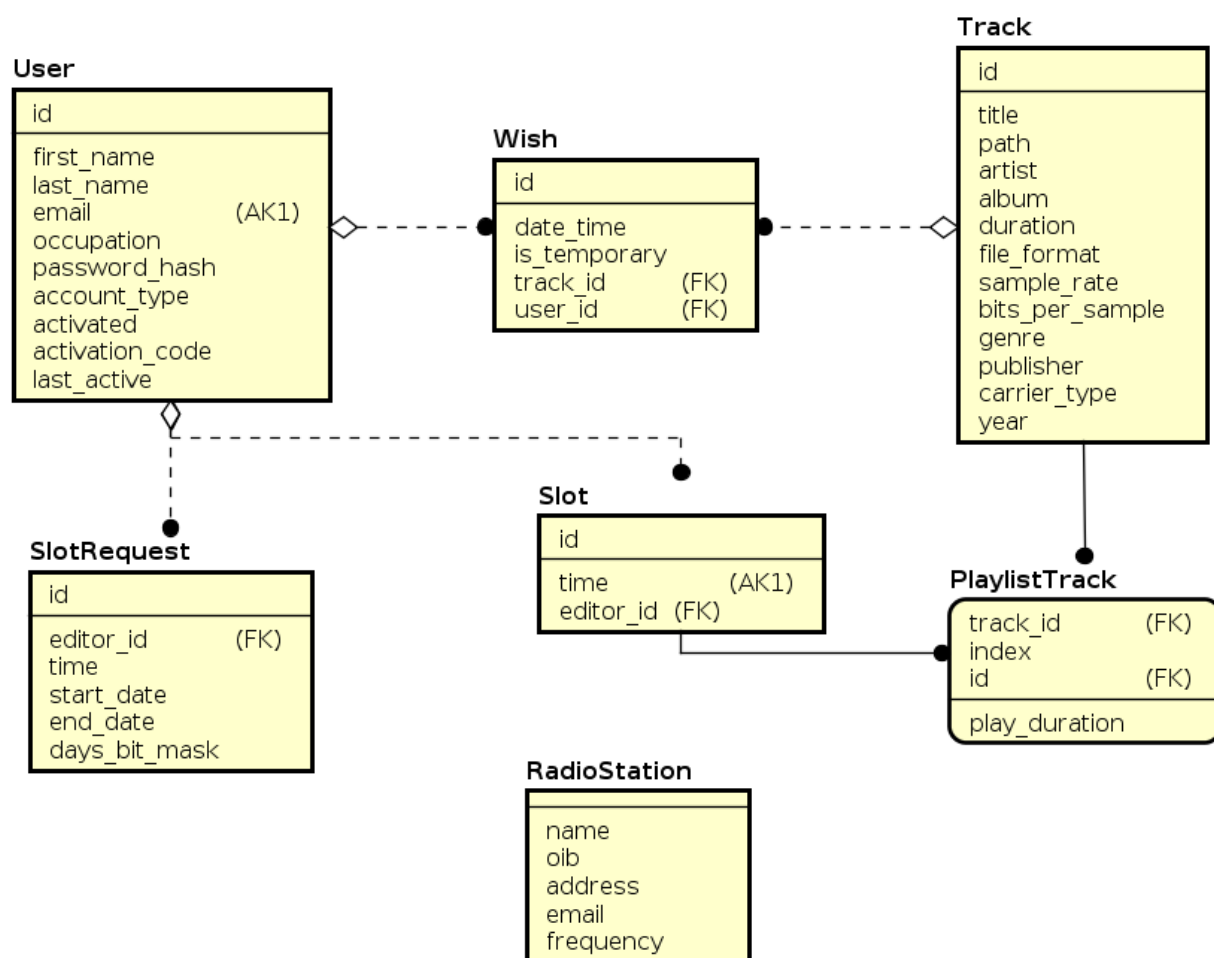 User
id
first_name
last_name
email (AK1)
occupation
password_hash
account_type
activated
activation_code
last_active
Wish
id
date_time
is_temporary
track_id (FK)
user_id (FK)
Track
id
title
path
artist
album
duration
file_format
sample_rate
bits_per_sample
genre
publisher
carrier_type
year
SlotRequest
id
editor_id (FK)
time
start_date
end_date
days_bit_mask
Slot
id
time (AK1)
editor_id (FK)
PlaylistTrack
track_id (FK)
index
id (FK)
play_duration
RadioStation
name
oib
address
email
frequency